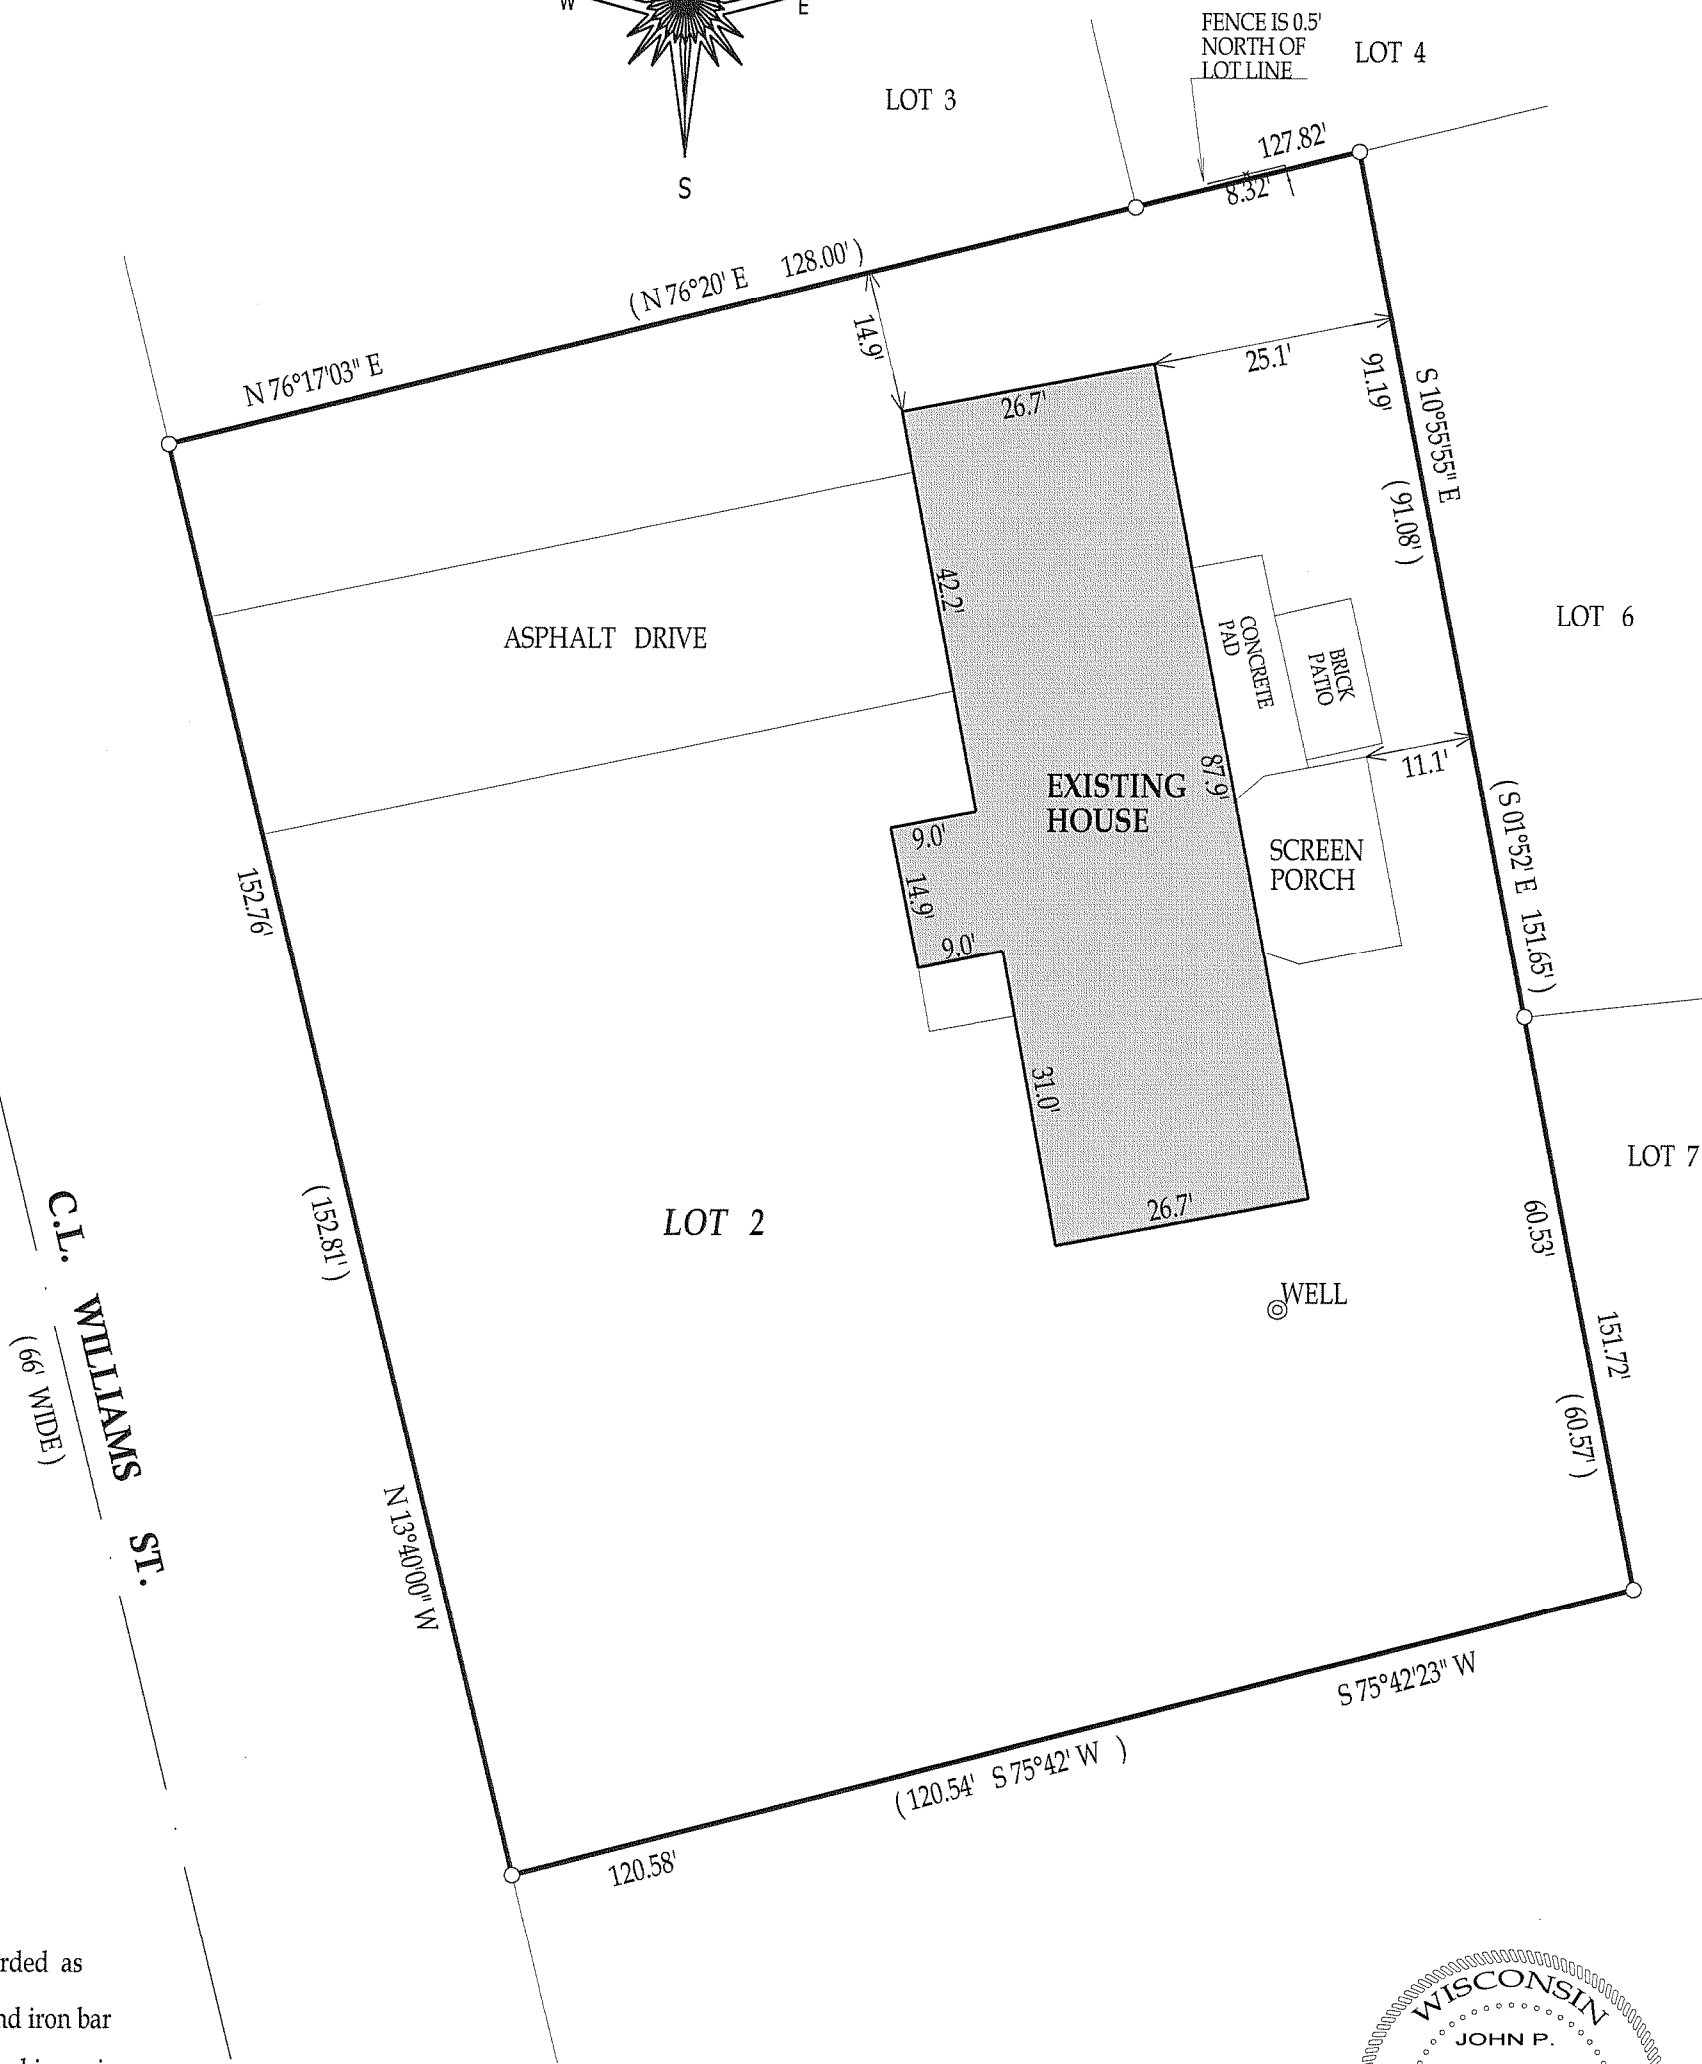 W
E
S
FENCE IS 0.5'
NORTH OF
LOT LINE
LOT 4
LOT 3
127.82'
8.32'
( N 76°20' E 128.00' )
N 76°17'03" E
14.9'
26.7'
25.1'
91.19'
S 10°55'55" E
( 91.08' )
42.2'
ASPHALT DRIVE
CONCRETE
PAD
BRICK
PATIO
LOT 6
11.1'
EXISTING
HOUSE
87.9'
9.0'
14.9'
9.0'
SCREEN
PORCH
( S 01°52' E 151.65' )
152.76'
31.0'
LOT 7
26.7'
LOT 2
WELL
60.53'
151.72'
( 60.57' )
( 152.81' )
C.L. WILLIAMS ST.
( 66' WIDE )
N 13°40'00" W
S 75°42'23" W
( 120.54' S 75°42' W )
120.58'
rded as
nd iron bar
WISCONSIN
JOHN P.